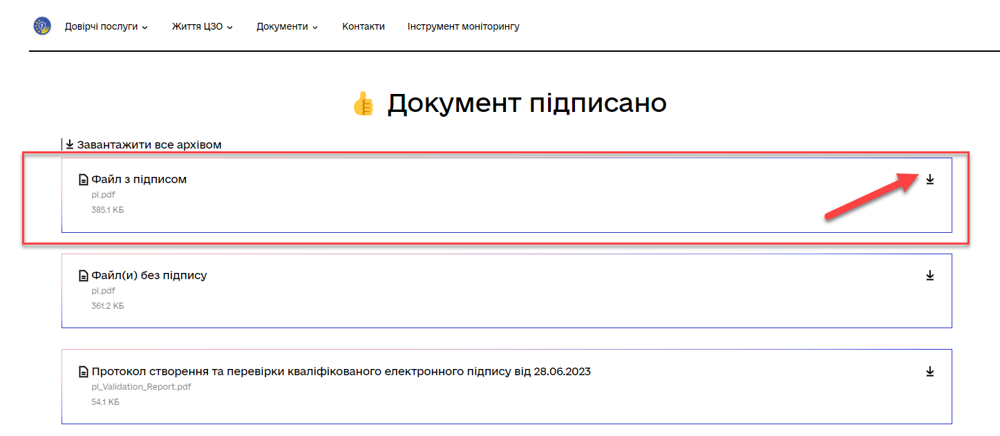 Довірчі послуги
Життя ЦЗО
Документи
Контакти
Інструмент моніторингу
Документ підписано
Завантажити все архівом
Файл з підписом
pl.pdf
385.1 КБ
Файл(и) без підпису
pl.pdf
361.2 КБ
Протокол створення та перевірки кваліфікованого електронного підпису від 28.06.2023
pl_Validation_Report.pdf
54.1 КБ